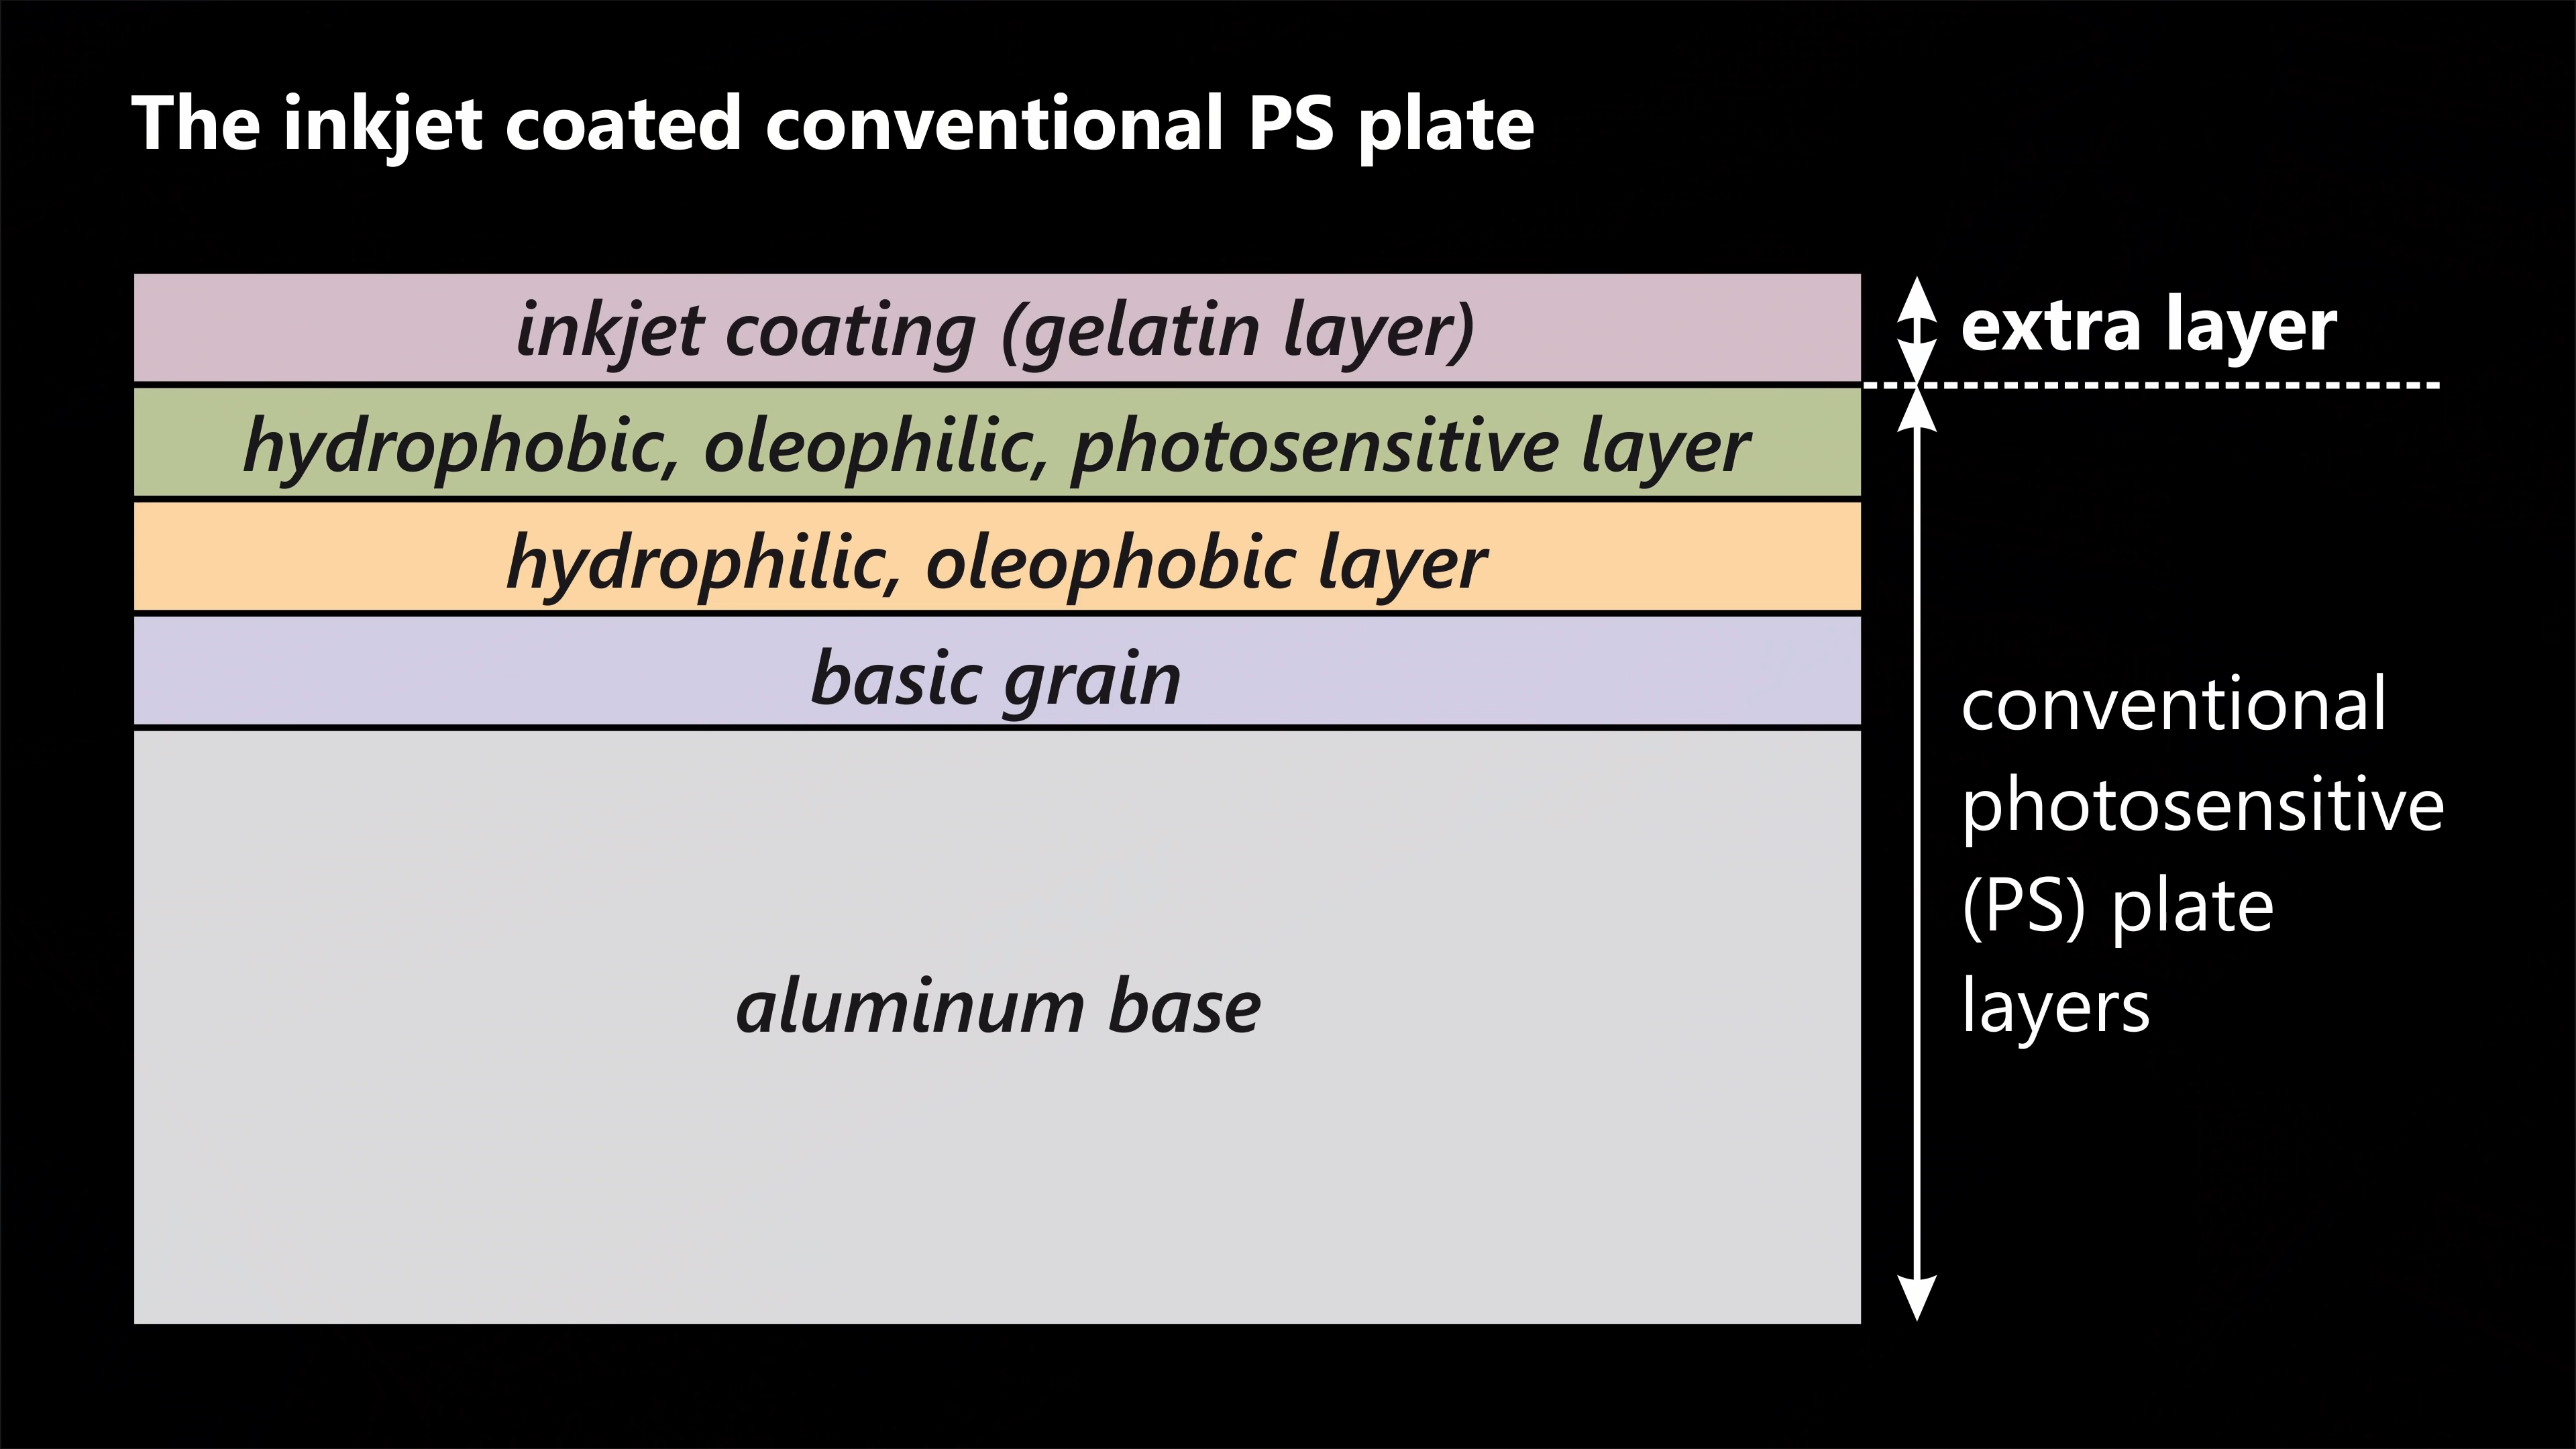 The inkjet coated conventional PS plate
inkjet coating (gelatin layer)
extra layer
hydrophobic, oleophilic, photosensitive layer
hydrophilic, oleophobic layer
basic grain
aluminum base
conventional
photosensitive
(PS) plate
layers